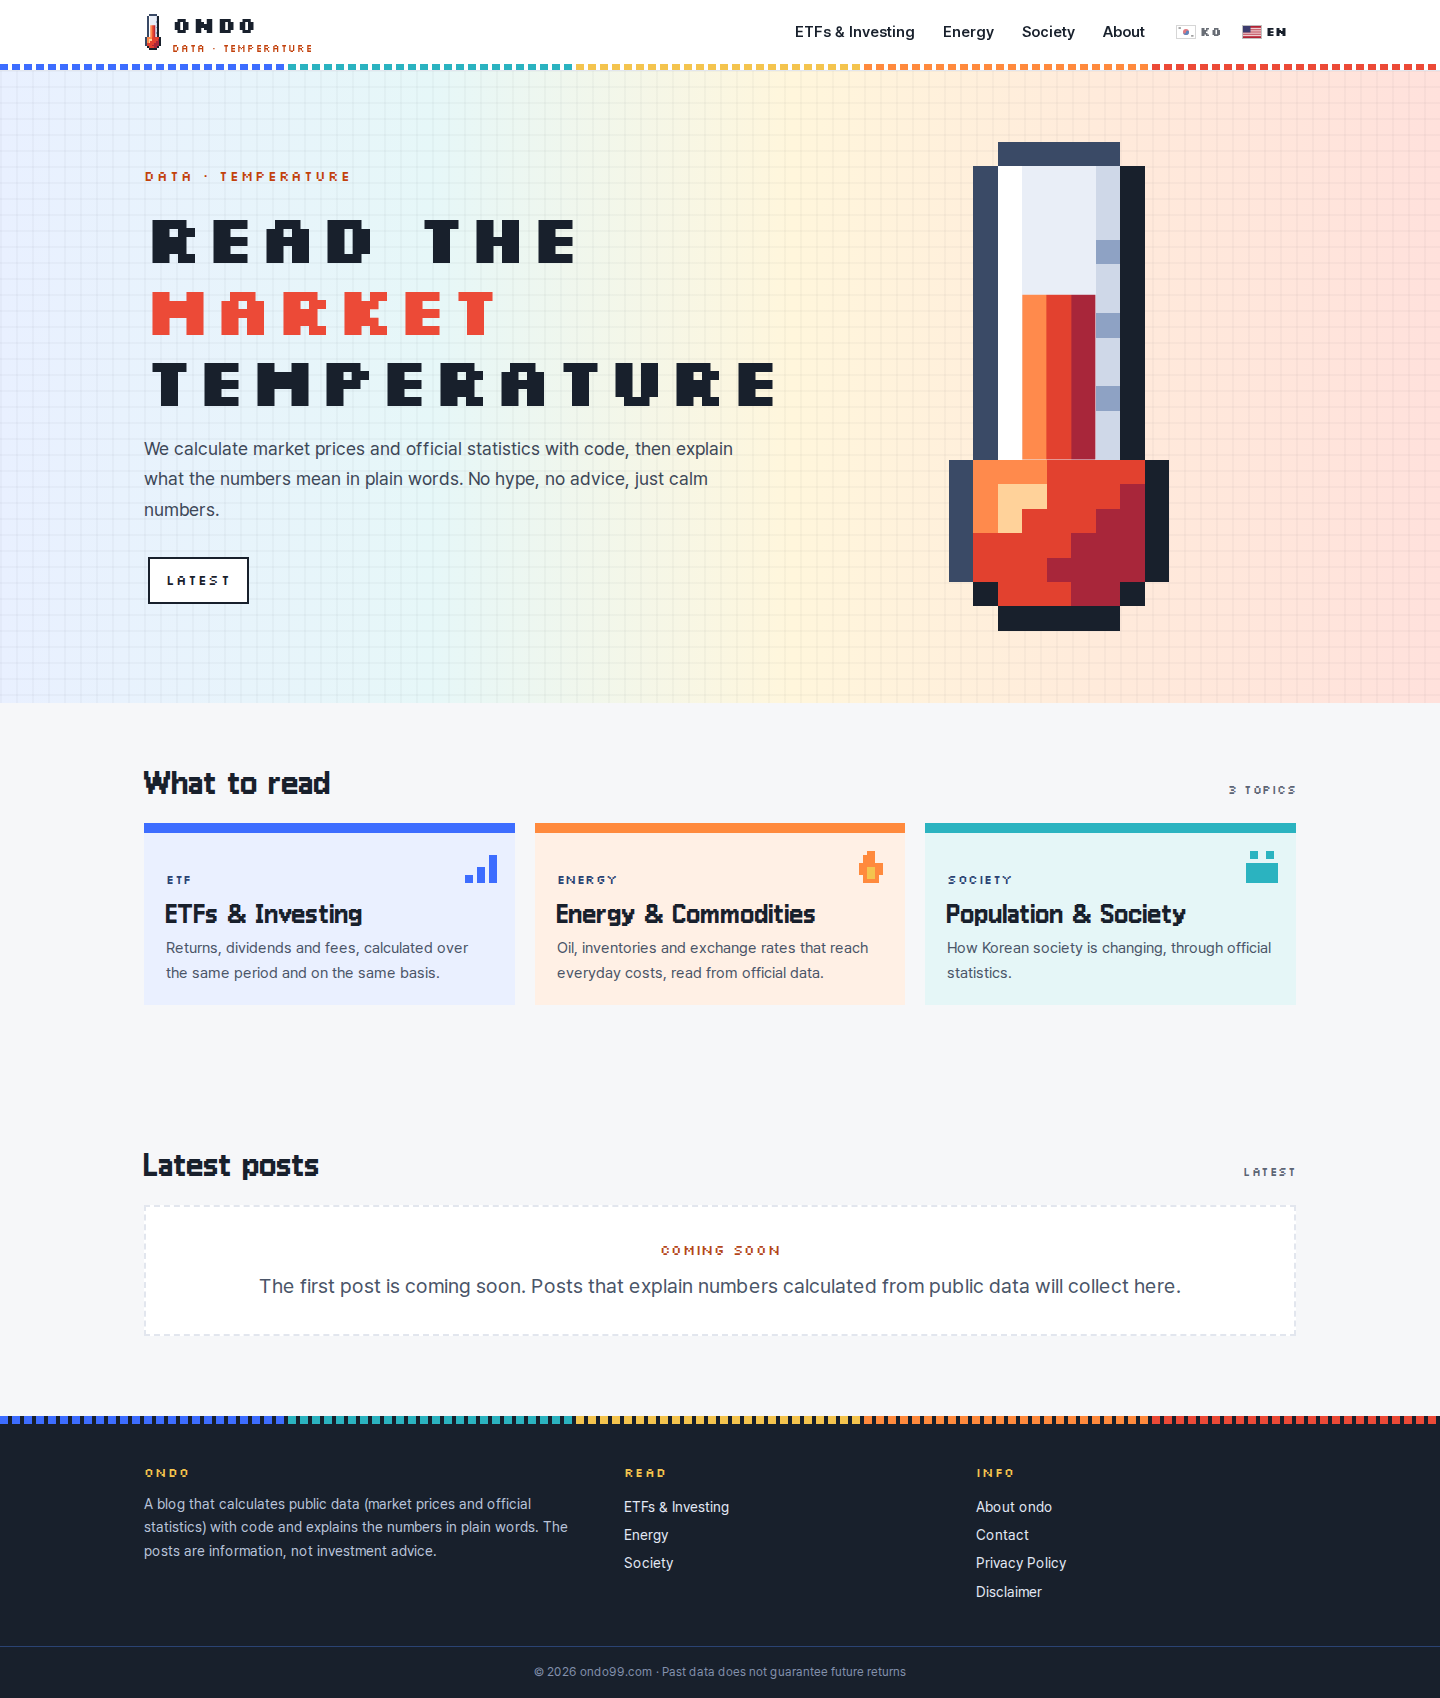 ONDO
DATA · TEMPERATURE
ETFs & Investing
Energy
Society
About
KO
EN
DATA · TEMPERATURE
READ THE
MARKET
TEMPERATURE
We calculate market prices and official statistics with code, then explain
what the numbers mean in plain words. No hype, no advice, just calm
numbers.
LATEST
What to read
3 TOPICS
ETF
ETFs & Investing
Returns, dividends and fees, calculated over
the same period and on the same basis.
ENERGY
Energy & Commodities
Oil, inventories and exchange rates that reach
everyday costs, read from official data.
SOCIETY
Population & Society
How Korean society is changing, through official
statistics.
Latest posts
LATEST
COMING SOON
The first post is coming soon. Posts that explain numbers calculated from public data will collect here.
ONDO
A blog that calculates public data (market prices and official
statistics) with code and explains the numbers in plain words. The
posts are information, not investment advice.
READ
ETFs & Investing
Energy
Society
INFO
About ondo
Contact
Privacy Policy
Disclaimer
© 2026 ondo99.com · Past data does not guarantee future returns